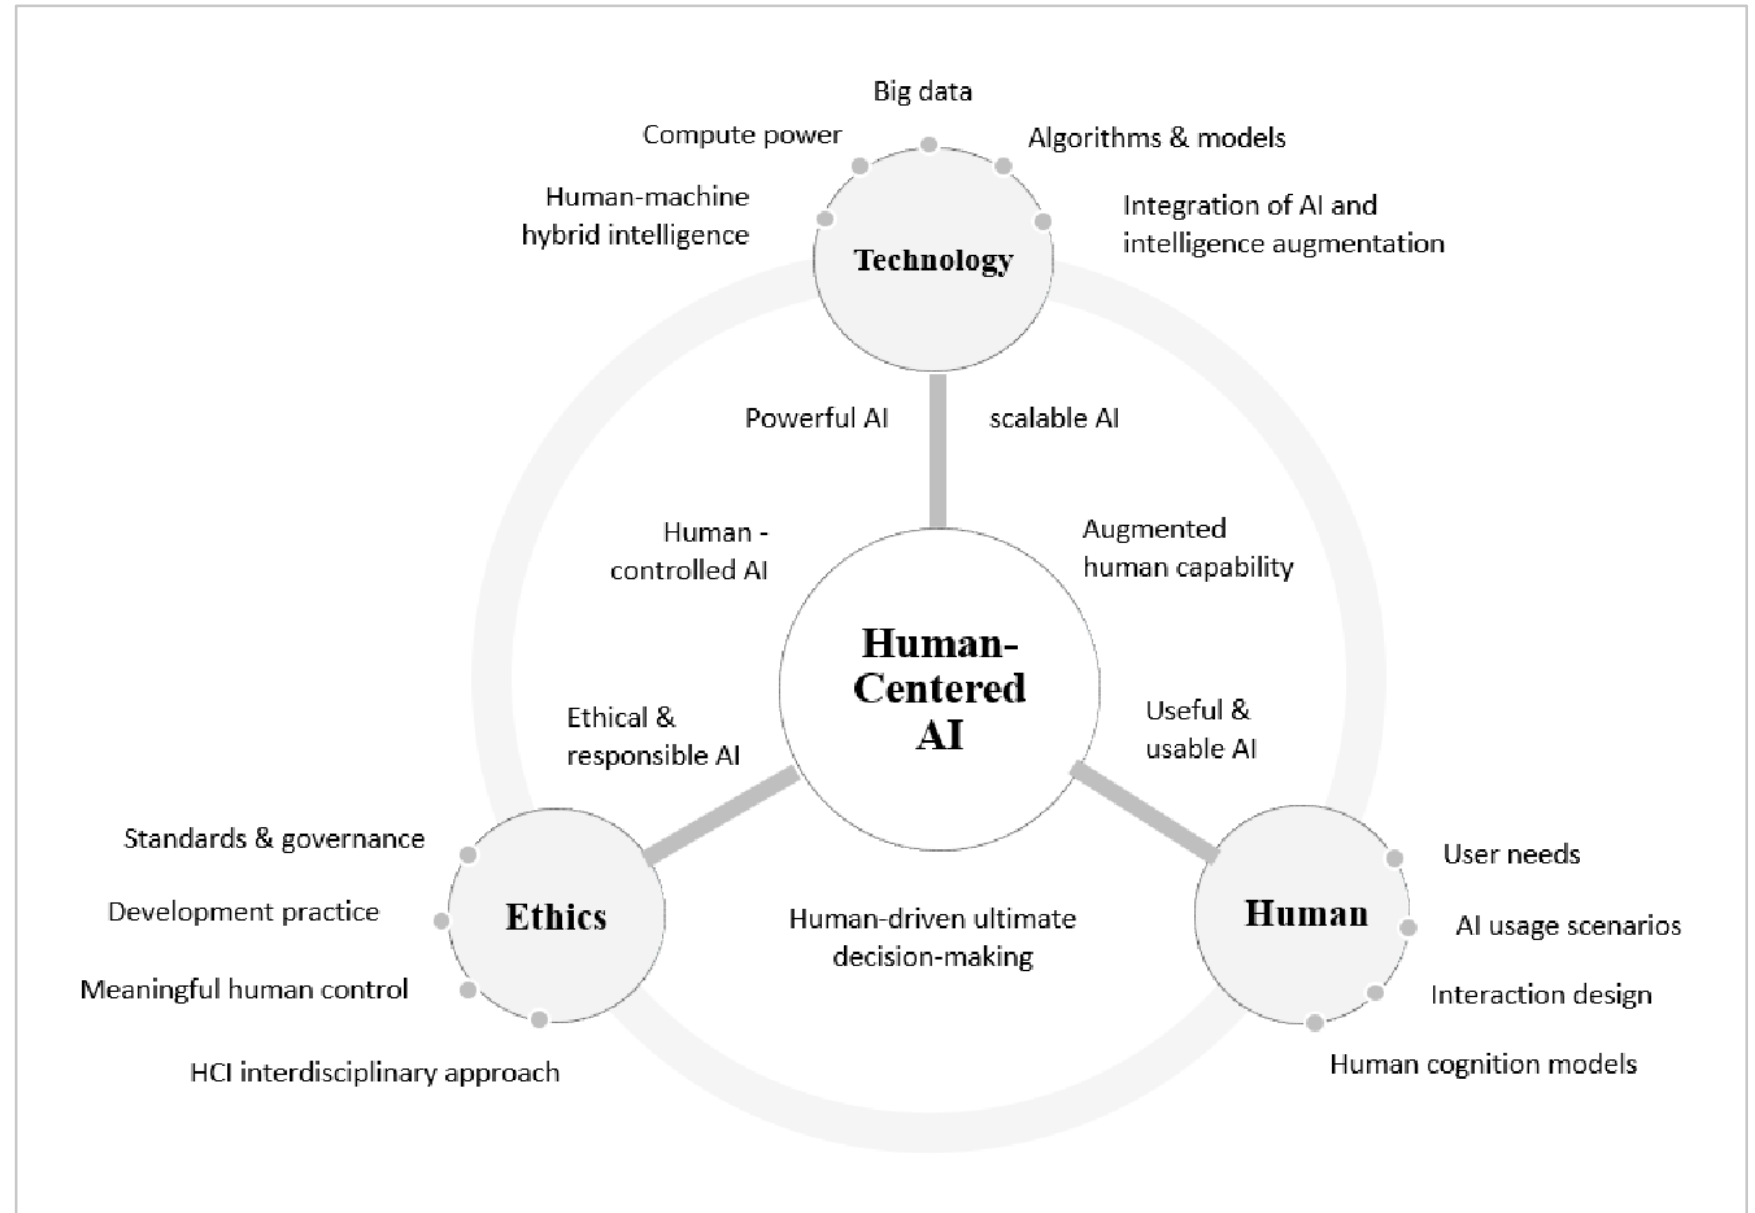 Big data
Compute power
Algorithms & models
Human-machine
hybrid intelligence
Integration of AI and
intelligence augmentation
Technology
Powerful AI
scalable AI
Human -
controlled AI
Augmented
human capability
Human-
Centered
AI
Ethical &
responsible AI
Useful &
usable AI
Standards & governance
Development practice
Meaningful human control
HCI interdisciplinary approach
Ethics
Human-driven ultimate
decision-making
Human
User needs
AI usage scenarios
Interaction design
Human cognition models